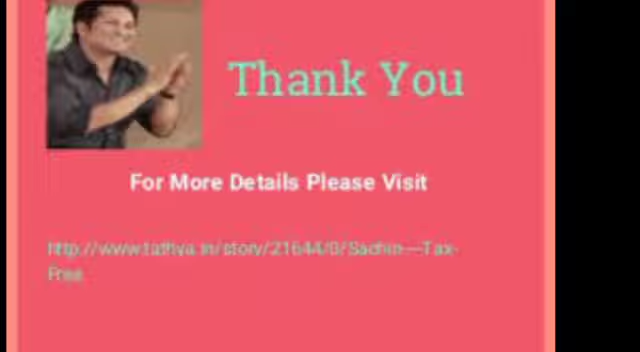 Thank You
For More Details Please Visit
http://www.tathya.in/story/21644/0/Sachin---Tax-
Free